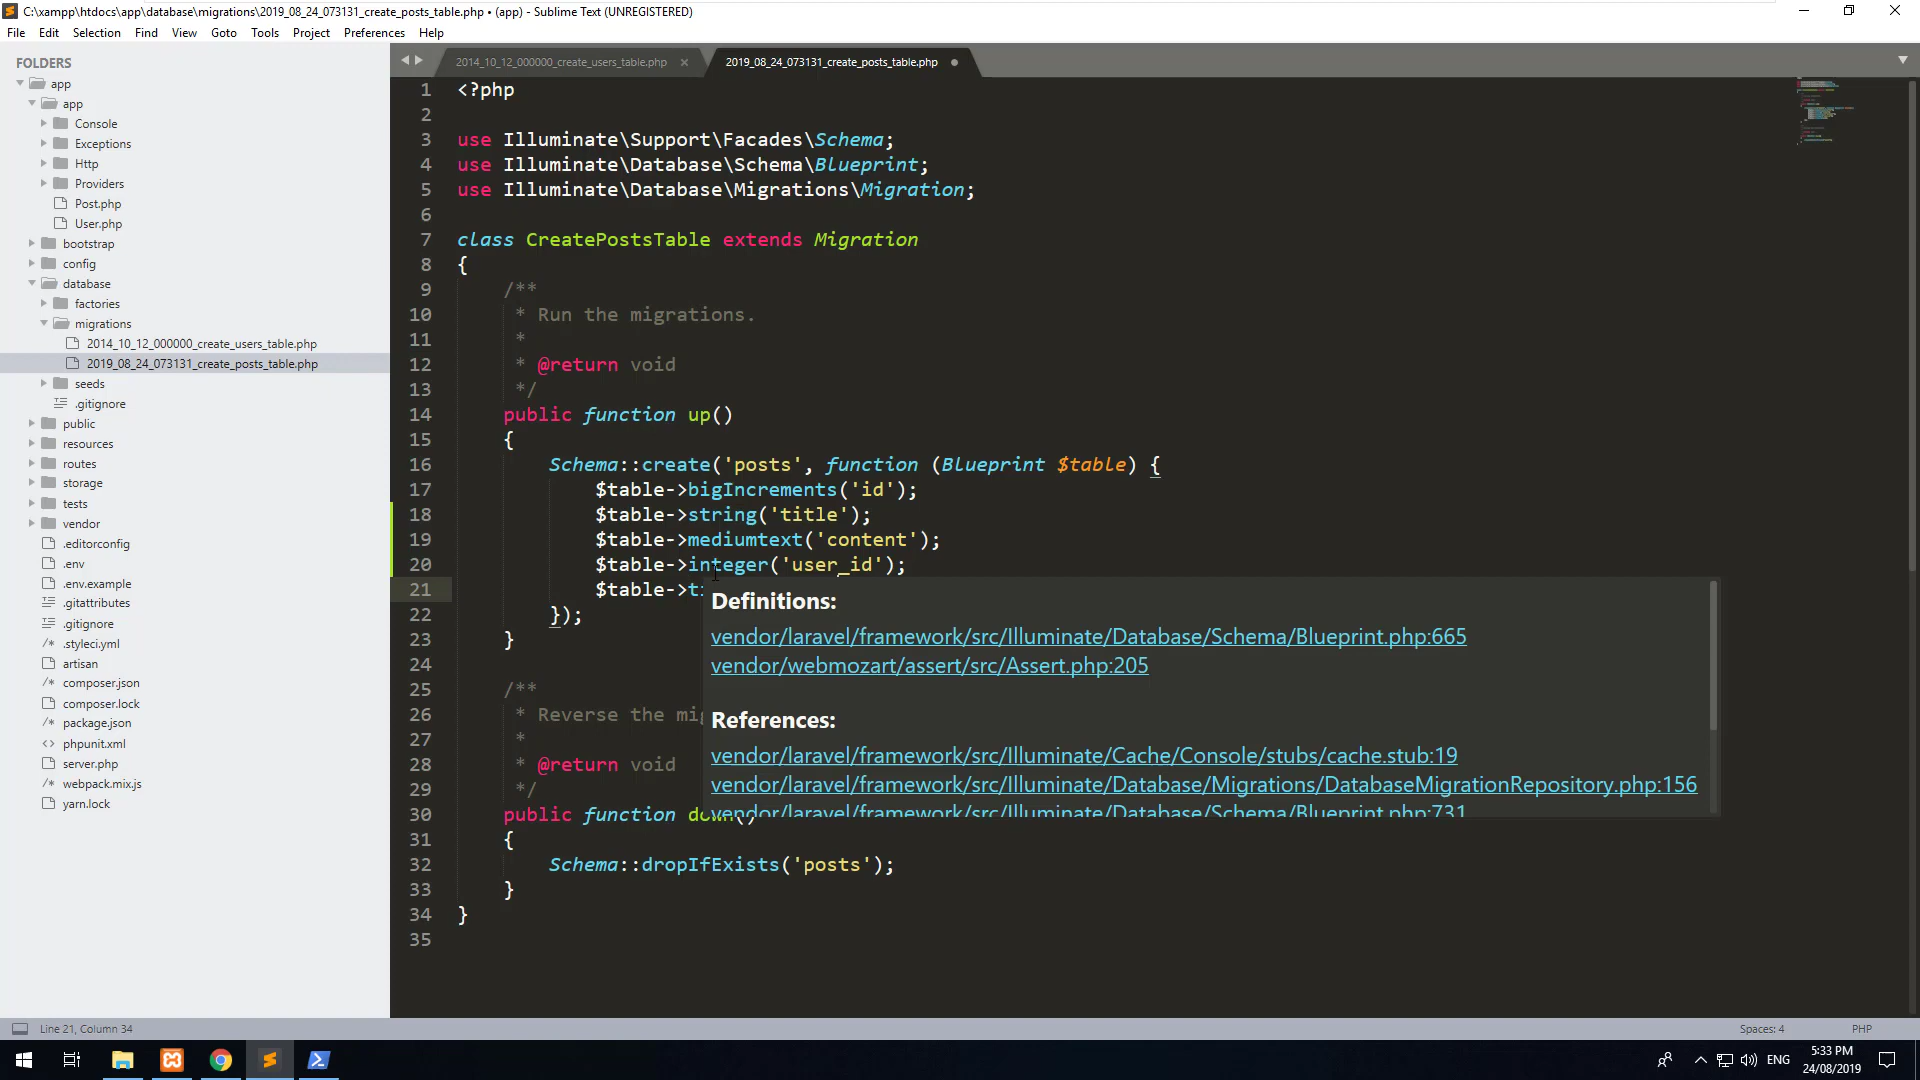 C:\xampp\htdocs\app\database\migrations\2019_08_24_073131_create_posts_table.php • (app) - Sublime Text (UNREGISTERED)
File Edit Selection Find View Goto Tools Project Preferences Help
FOLDERS
app
app
Console
Exceptions
Http
Providers
Post.php
User.php
bootstrap
config
database
factories
migrations
2014_10_12_000000_create_users_table.php
2019_08_24_073131_create_posts_table.php
seeds
.gitignore
public
resources
routes
storage
tests
vendor
.editorconfig
.env
.env.example
.gitattributes
.gitignore
.styleci.yml
artisan
composer.json
composer.lock
package.json
phpunit.xml
server.php
webpack.mix.js
yarn.lock
2014_10_12_000000_create_users_table.php 2019_08_24_073131_create_posts_table.php
1 <?php
2
3 use Illuminate\Support\Facades\Schema;
4 use Illuminate\Database\Schema\Blueprint;
5 use Illuminate\Database\Migrations\Migration;
6
7 class CreatePostsTable extends Migration
8 {
9 /**
10 * Run the migrations.
11 *
12 * @return void
13 */
14 public function up()
15 {
16 Schema::create('posts', function (Blueprint $table) {
17 $table->bigIncrements('id');
18 $table->string('title');
19 $table->mediumtext('content');
20 $table->integer('user_id');
21 $table->
22 });
23 }
24
25 /**
26 * Reverse the
27 *
28 * @return void
29 */
30 public function down()
31 {
32 Schema::dropIfExists('posts');
33 }
34 }
35
Definitions:
vendor/laravel/framework/src/Illuminate/Database/Schema/Blueprint.php:665
vendor/webmozart/assert/src/Assert.php:205
References:
vendor/laravel/framework/src/Illuminate/Cache/Console/stubs/cache.stub:19
vendor/laravel/framework/src/Illuminate/Database/Migrations/DatabaseMigrationRepository.php:156
vendor/laravel/framework/src/Illuminate/Database/Schema/Blueprint.php:731
Line 21, Column 34
Spaces: 4 PHP
ENG
5:33 PM
24/08/2019